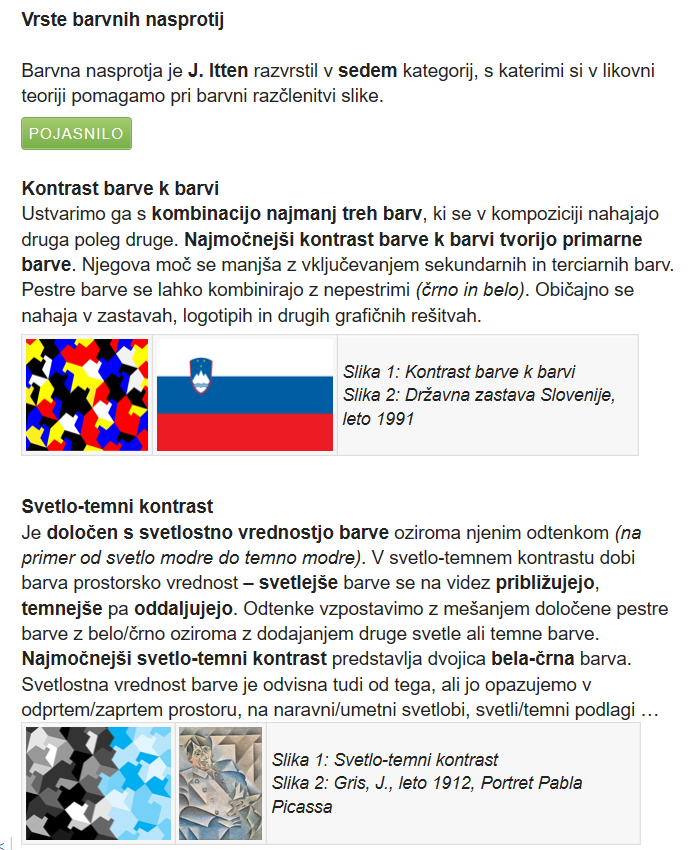 Vrste barvnih nasprotij
Barvna nasprotja je J. Itten razvrstil v sedem kategorij, s katerimi si v likovni
teoriji pomagamo pri barvni razčlenitvi slike.
POJASNILO
Kontrast barve k barvi
Ustvarimo ga s kombinacijo najmanj treh barv, ki se v kompoziciji nahajajo
druga poleg druge. Najmočnejši kontrast barve k barvi tvorijo primarne
barve. Njegova moč se manjša z vključevanjem sekundarnih in terciarnih barv.
Pestre barve se lahko kombinirajo z nepestrimi (črno in belo). Običajno se
nahaja v zastavah, logotipih in drugih grafičnih rešitvah.
Slika 1: Kontrast barve k barvi
Slika 2: Državna zastava Slovenije,
leto 1991
Svetlo-temni kontrast
Je določen s svetlostno vrednostjo barve oziroma njenim odtenkom (na
primer od svetlo modre do temno modre). V svetlo-temnem kontrastu dobi
barva prostorsko vrednost – svetlejše barve se na videz približujejo,
temnejše pa oddaljujejo. Odtenke vzpostavimo z mešanjem določene pestre
barve z belo/črno oziroma z dodajanjem druge svetle ali temne barve.
Najmočnejši svetlo-temni kontrast predstavlja dvojica bela-črna barva.
Svetlostna vrednost barve je odvisna tudi od tega, ali jo opazujemo v
odprtem/zaprtem prostoru, na naravni/umetni svetlobi, svetli/temni podlagi …
Slika 1: Svetlo-temni kontrast
Slika 2: Gris, J., leto 1912, Portret Pabla
Picassa